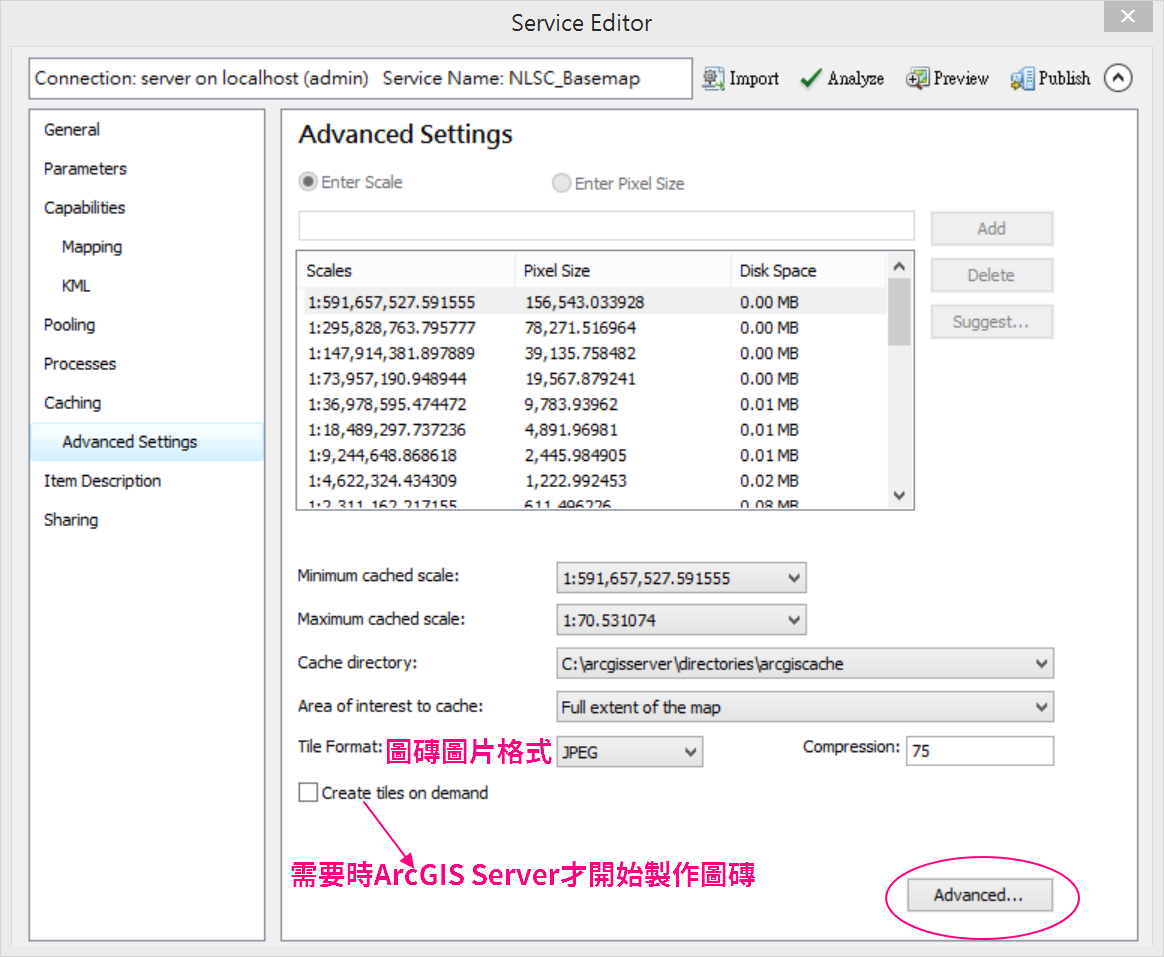 Service Editor
Connection: server on localhost (admin)   Service Name: NLSC_Basemap
Import
Analyze
Preview
Publish
General
Parameters
Capabilities
Mapping
KML
Pooling
Processes
Caching
Advanced Settings
Item Description
Sharing
Advanced Settings
Enter Scale
Enter Pixel Size
Add
Delete
Suggest...
Scales Pixel Size Disk Space
1:591,657,527.591555 156,543.033928 0.00 MB
1:295,828,763.795777 78,271.516964 0.00 MB
1:147,914,381.897889 39,135.758482 0.00 MB
1:73,957,190.948944 19,567.879241 0.00 MB
1:36,978,595.474472 9,783.93962 0.01 MB
1:18,489,297.737236 4,891.96981 0.01 MB
1:9,244,648.868618 2,445.984905 0.01 MB
1:4,622,324.434309 1,222.992453 0.02 MB
1:2,311,162.217155 611.496226 0.08 MB
Minimum cached scale: 1:591,657,527.591555
Maximum cached scale: 1:70.531074
Cache directory: C:\arcgisserver\directories\arcgiscache
Area of interest to cache: Full extent of the map
Tile Format: 圖磚圖片格式 JPEG Compression: 75
Create tiles on demand
需要時ArcGIS Server才開始製作圖磚
Advanced...